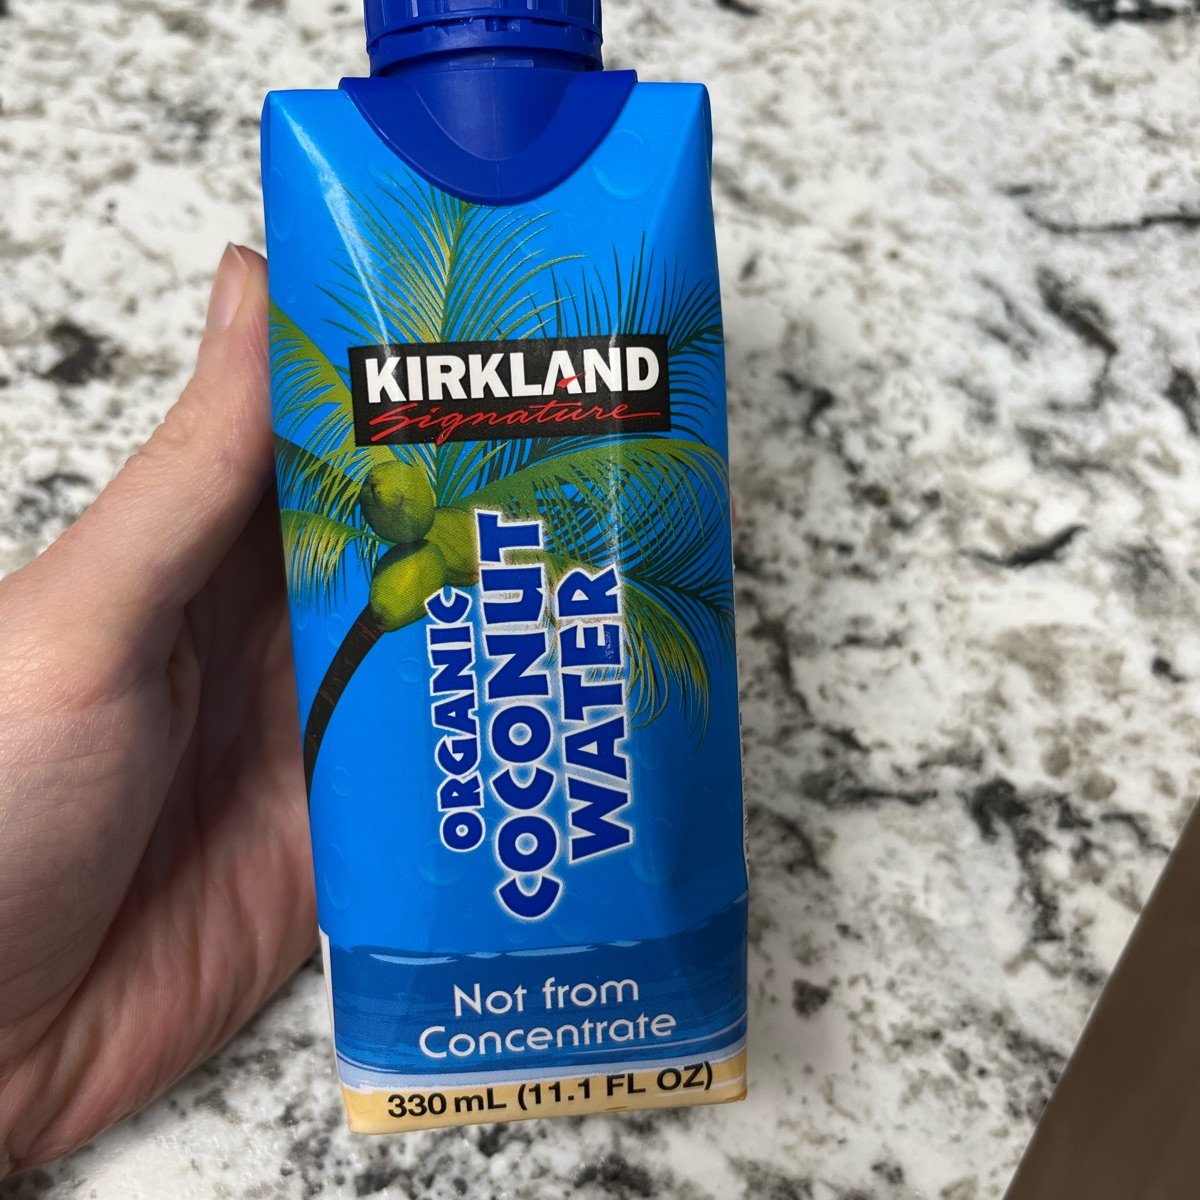 KIRKLAND
Signature
ORGANIC
COCONUT
WATER
Not from
Concentrate
330 mL (11.1 FL OZ)